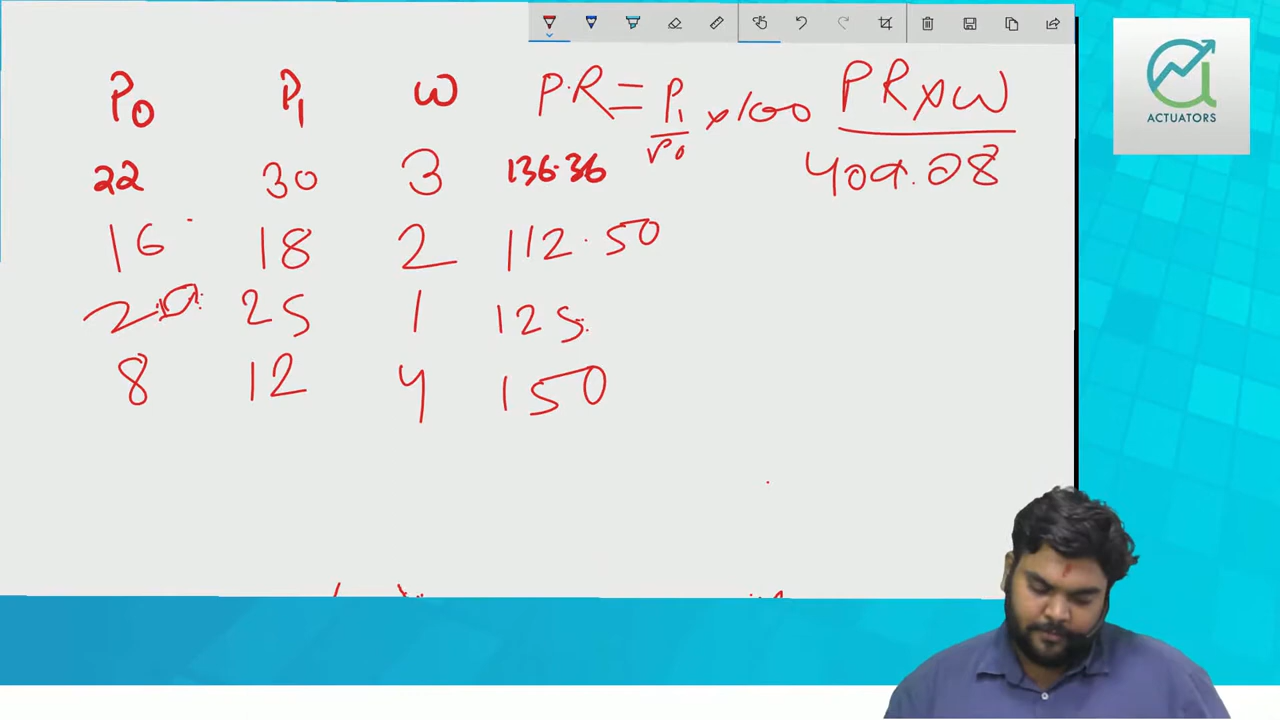 P0 P1 W P.R = P1/P0 × 100 PR×W
22 30 3 136.36 409.08
16 18 2 112.50
20 25 1 125
8 12 4 150
ACTUATORS